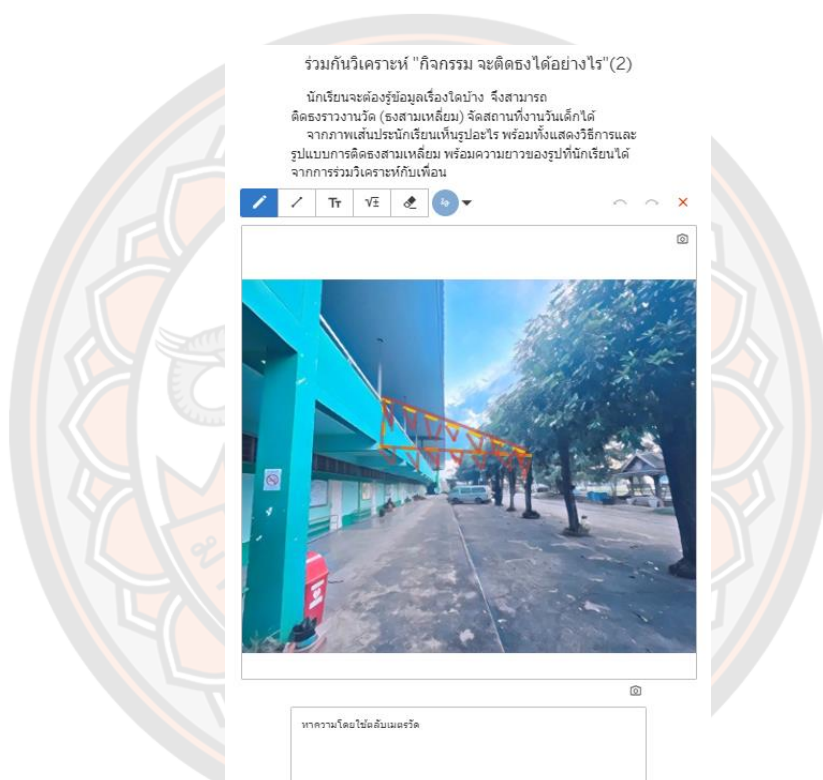 ร่วมกันวิเคราะห์ "กิจกรรม จะติดธงได้อย่างไร"(2)
นักเรียนจะต้องรู้ข้อมูลเรื่องใดบ้าง จึงสามารถ
ติดธงราวงานวัด (ธงสามเหลี่ยม) จัดสถานที่งานวันเด็กได้
จากภาพเส้นประนักเรียนเห็นรูปอะไร พร้อมทั้งแสดงวิธีการและ
รูปแบบการติดธงสามเหลี่ยม พร้อมความยาวของรูปที่นักเรียนได้
จากการร่วมวิเคราะห์กับเพื่อน
TT √±
หาความโดยใช้ตลับเมตรวัด